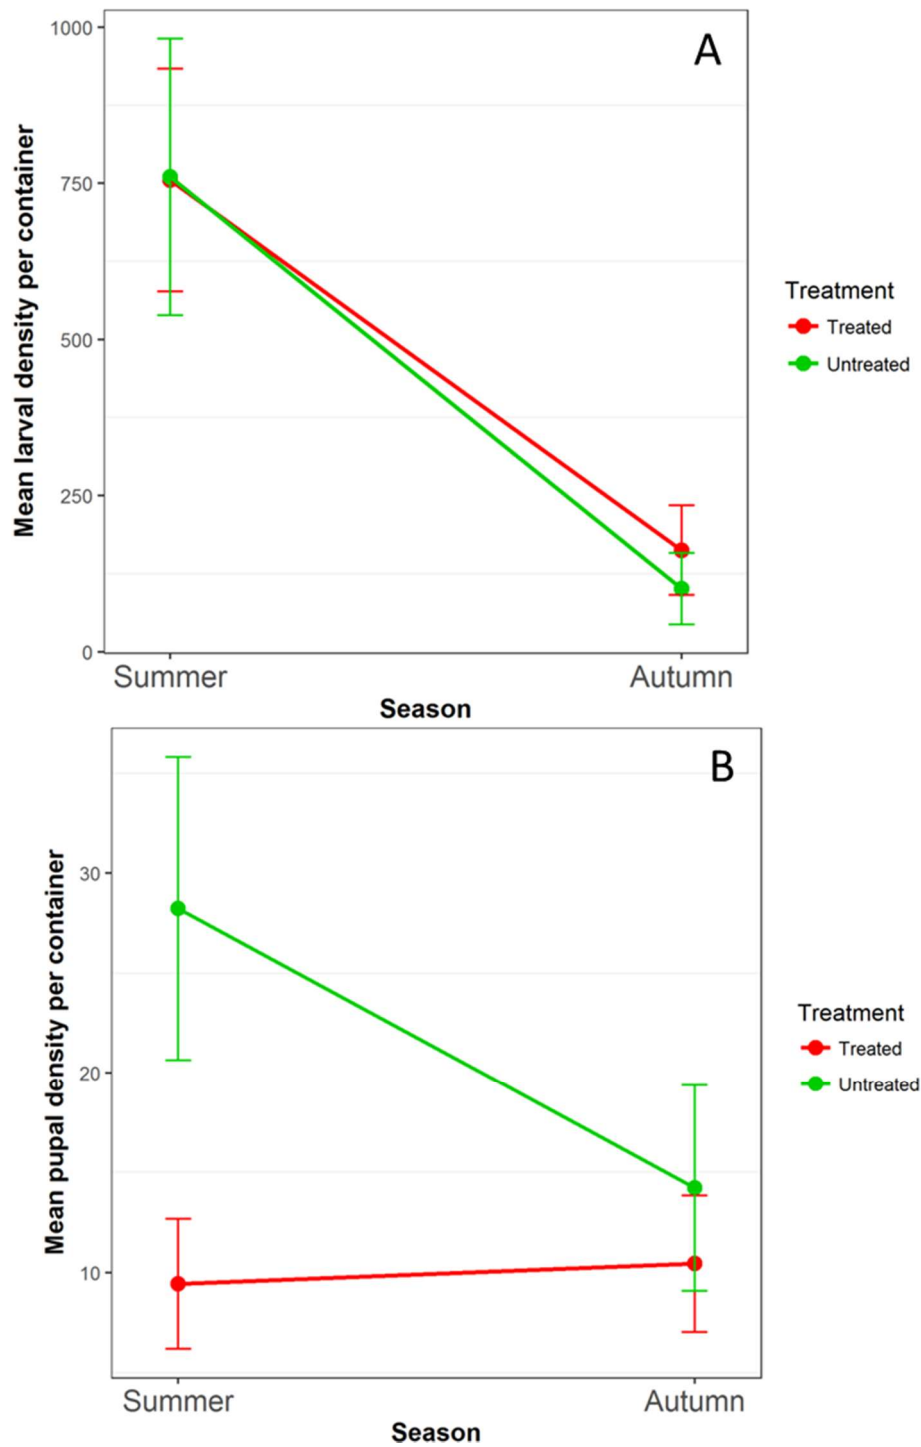 A
1000
750
500
250
0
Mean larval density per container
Summer
Autumn
Season
Treatment
Treated
Untreated
B
30
20
10
Mean pupal density per container
Summer
Autumn
Season
Treatment
Treated
Untreated